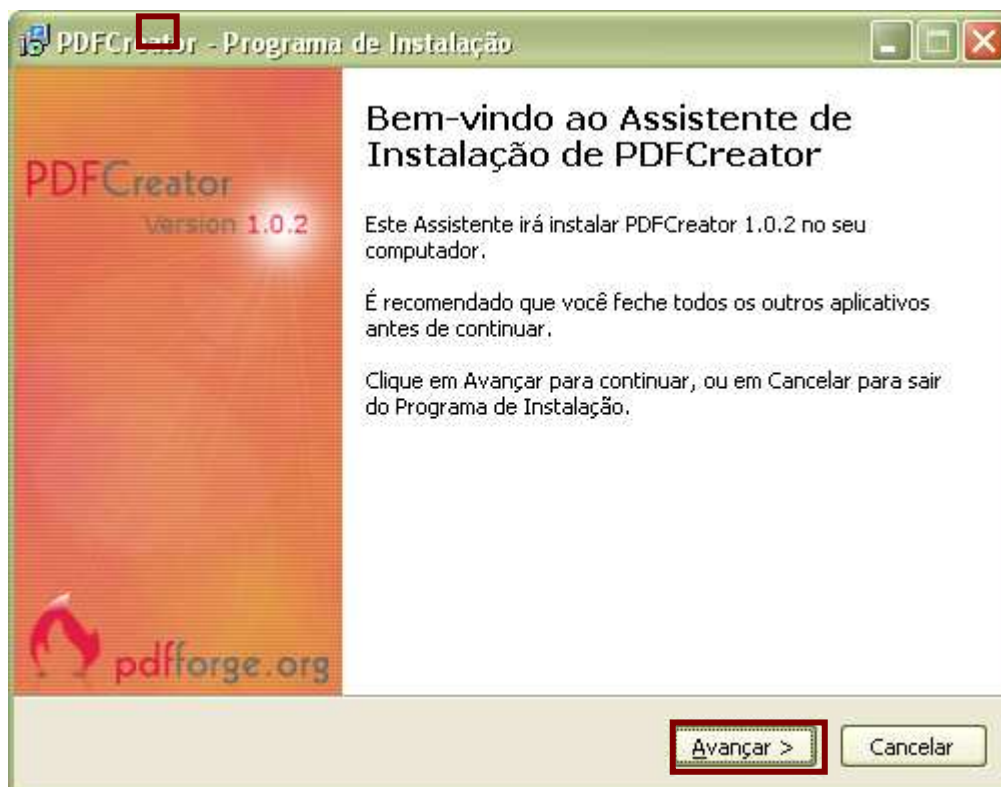 PDFCreator - Programa de Instalação
PDFCreator
Version 1.0.2
pdfforge.org
Bem-vindo ao Assistente de
Instalação de PDFCreator
Este Assistente irá instalar PDFCreator 1.0.2 no seu
computador.
É recomendado que você feche todos os outros aplicativos
antes de continuar.
Clique em Avançar para continuar, ou em Cancelar para sair
do Programa de Instalação.
Avançar >
Cancelar